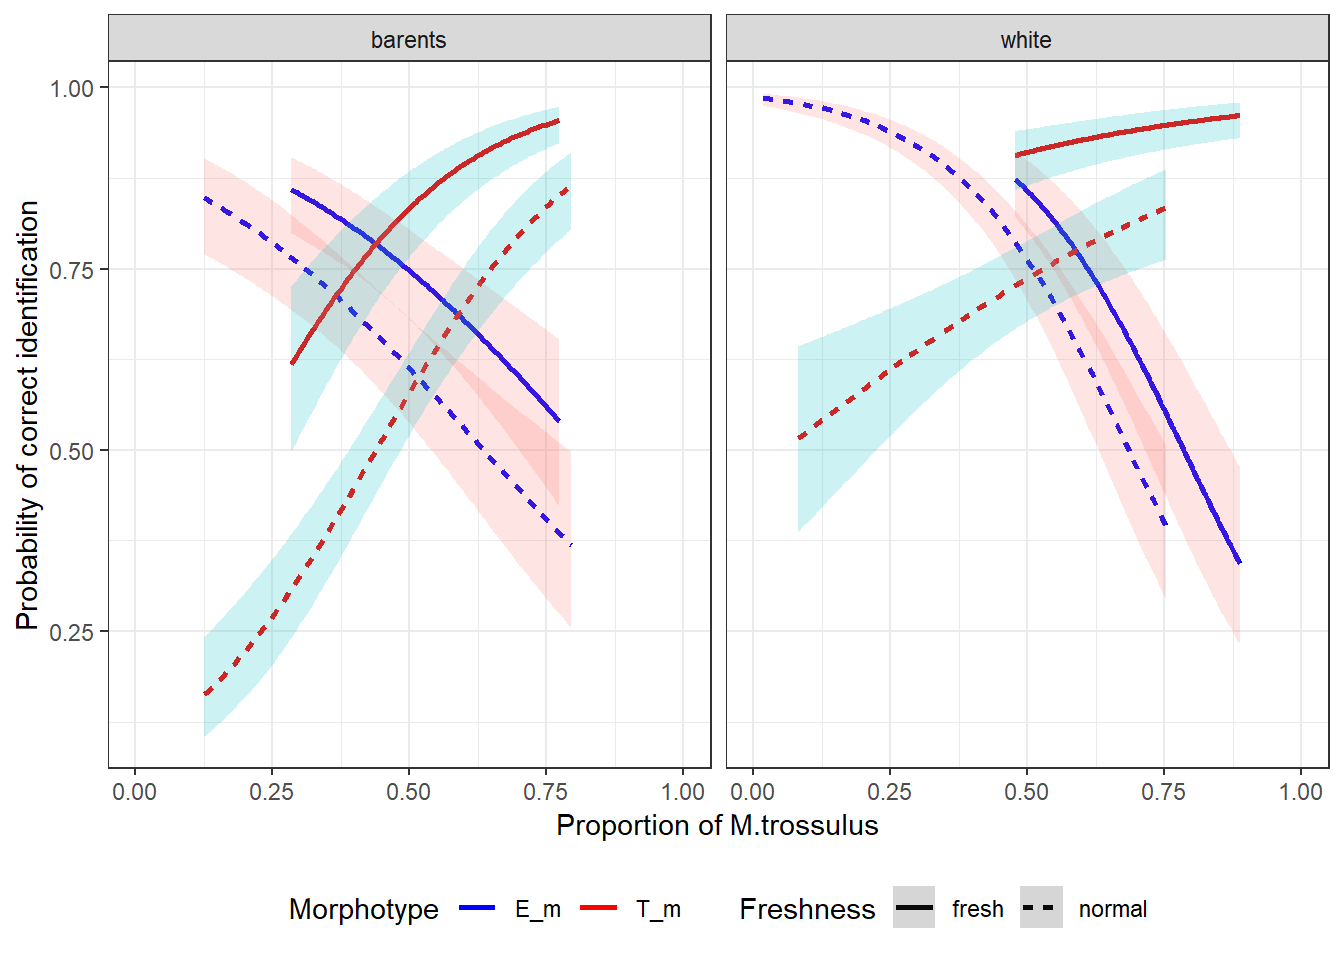 barents white
Probability of correct identification
1.00
0.75
0.50
0.25
0.00 0.25 0.50 0.75 1.00 0.00 0.25 0.50 0.75 1.00
Proportion of M.trossulus
Morphotype E_m T_m Freshness fresh normal